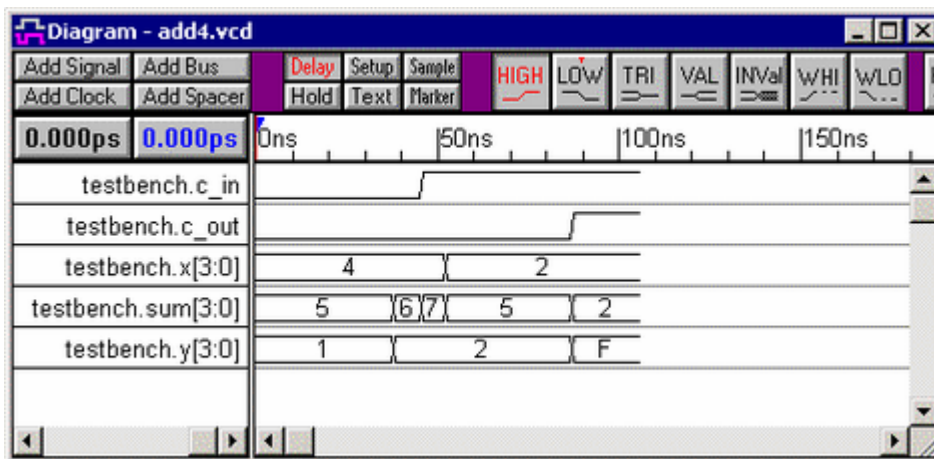 Diagram - add4.vcd
Add Signal Add Bus Delay Setup Sample HIGH LOW TRI VAL INVal WHI WLO
Add Clock Add Spacer Hold Text Marker
0.000ps 0.000ps 0ns 50ns 100ns 150ns
testbench.c_in
testbench.c_out
testbench.x[3:0] 4 2
testbench.sum[3:0] 5 6 7 5 2
testbench.y[3:0] 1 2 F